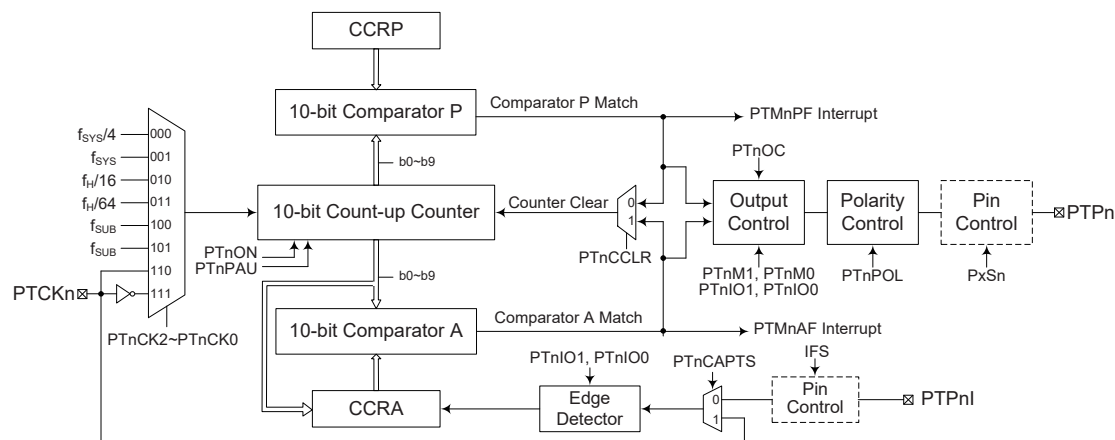 CCRP
10-bit Comparator P
Comparator P Match
PTMnPF Interrupt
fSYS/4
000
fSYS
001
fH/16
010
fH/64
011
fSUB
100
fSUB
101
110
111
PTCKn
PTnCK2~PTnCK0
b0~b9
10-bit Count-up Counter
PTnON
PTnPAU
Counter Clear
0
1
PTnCCLR
PTnOC
Output
Control
PTnM1, PTnM0
PTnIO1, PTnIO0
Polarity
Control
PTnPOL
Pin
Control
PxSn
PTPn
b0~b9
10-bit Comparator A
Comparator A Match
PTMnAF Interrupt
CCRA
PTnIO1, PTnIO0
Edge
Detector
PTnCAPTS
0
1
IFS
Pin
Control
PTPnI